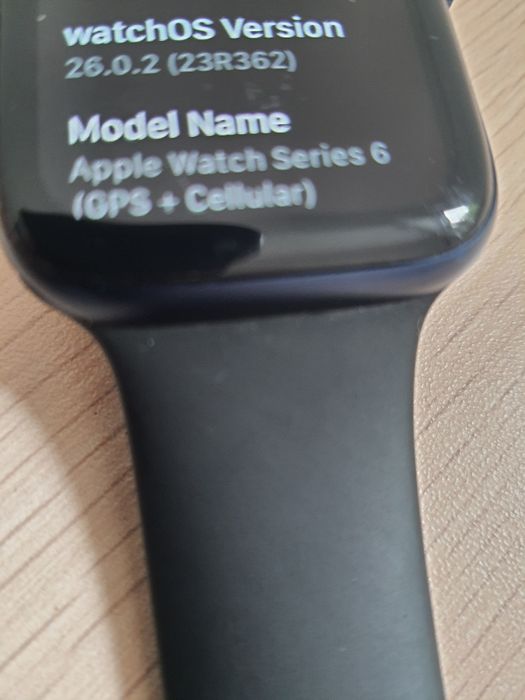 watchOS Version
26.0.2 (23R362)
Model Name
Apple Watch Series 6
(GPS + Cellular)